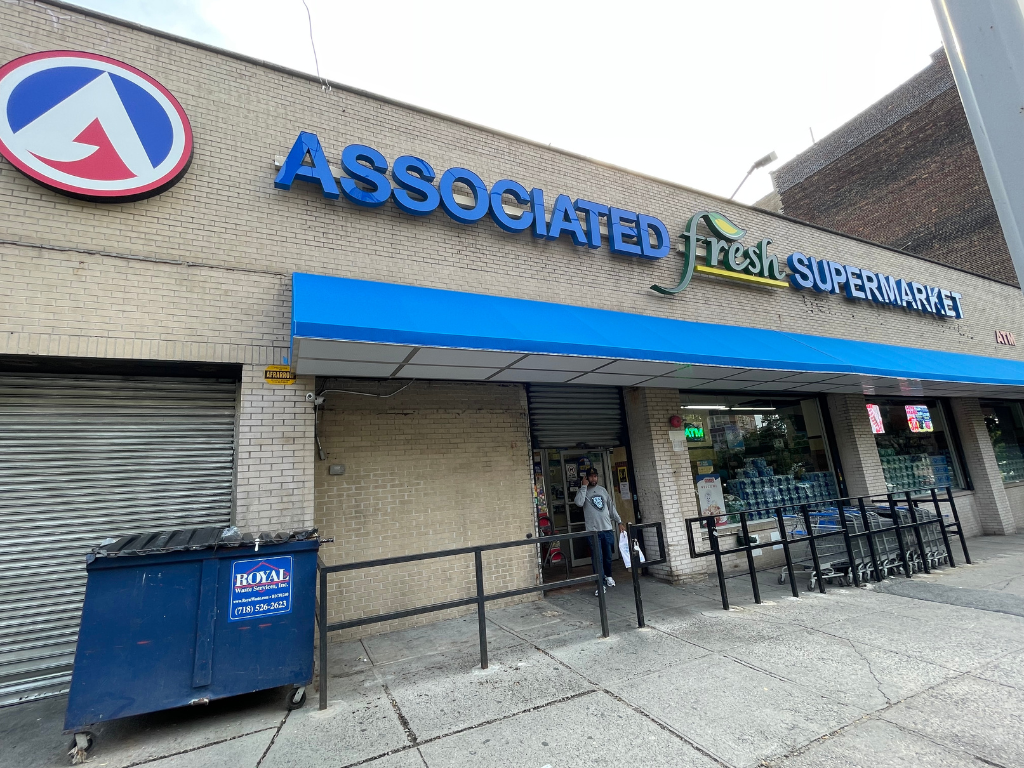 ASSOCIATED fresh SUPERMARKET
ATM
ATM
ROYAL
Waste Services, Inc.
(718) 526-2623